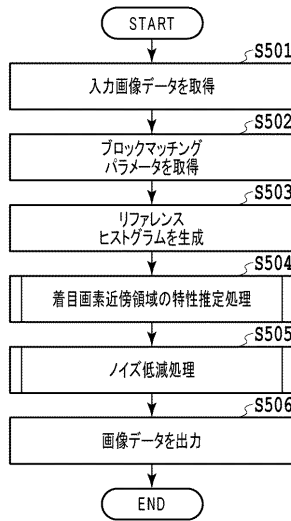 START
S501
入力画像データを取得
S502
ブロックマッチング
パラメータを取得
S503
リファレンス
ヒストグラムを生成
S504
着目画素近傍領域の特性推定処理
S505
ノイズ低減処理
S506
画像データを出力
END